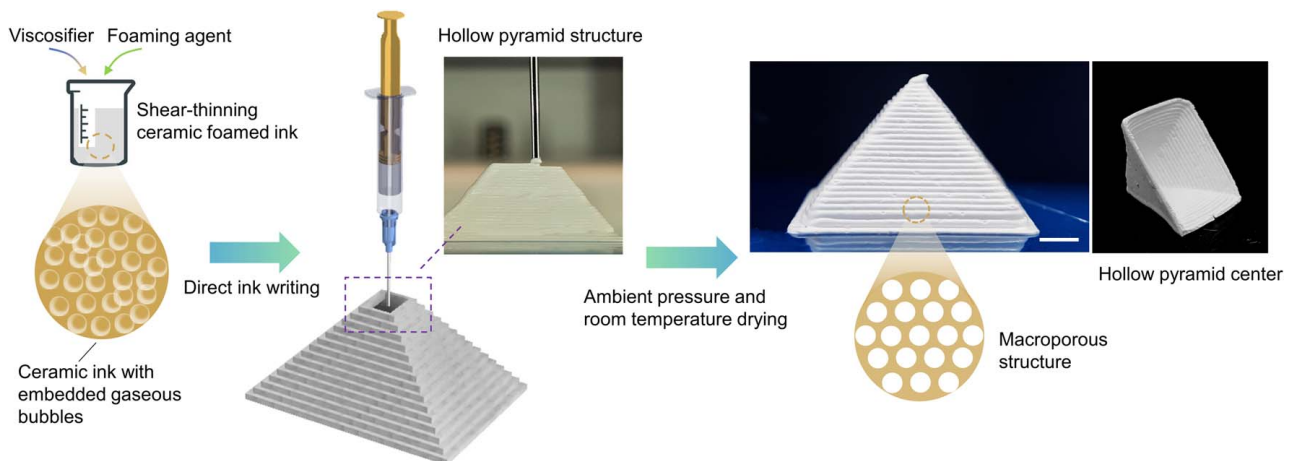 Viscosifier
Foaming agent
Shear-thinning
ceramic foamed ink
Ceramic ink with
embedded gaseous
bubbles
Direct ink writing
Hollow pyramid structure
Ambient pressure and
room temperature drying
Macroporous
structure
Hollow pyramid center